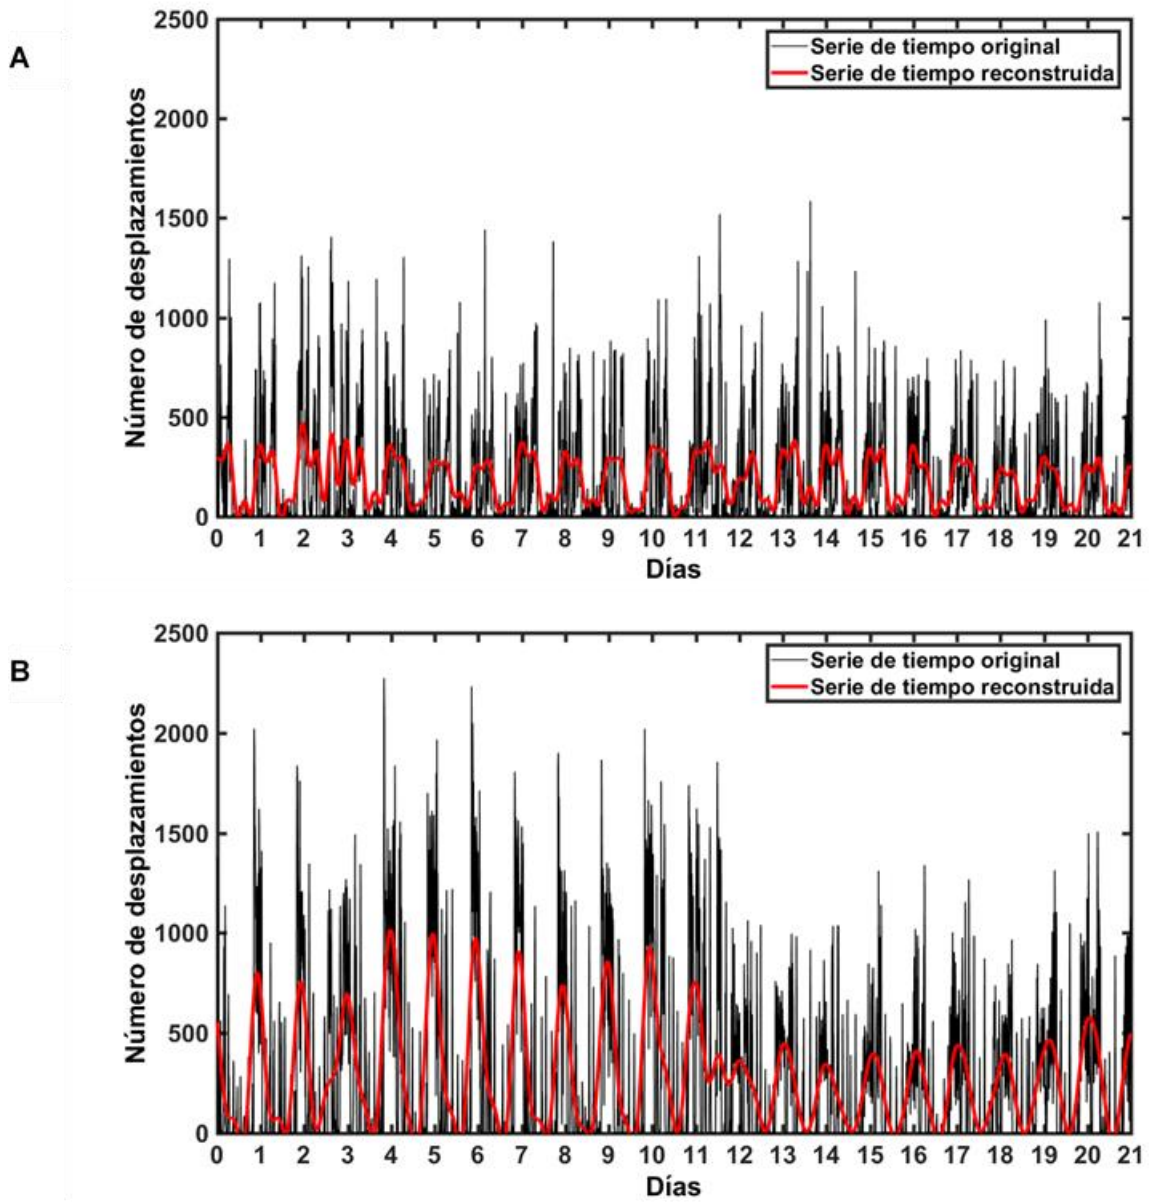 A
Número de desplazamientos
2500
2000
1500
1000
500
0
Serie de tiempo original
Serie de tiempo reconstruida
0 1 2 3 4 5 6 7 8 9 10 11 12 13 14 15 16 17 18 19 20 21
Días
B
Número de desplazamientos
2500
2000
1500
1000
500
0
Serie de tiempo original
Serie de tiempo reconstruida
0 1 2 3 4 5 6 7 8 9 10 11 12 13 14 15 16 17 18 19 20 21
Días